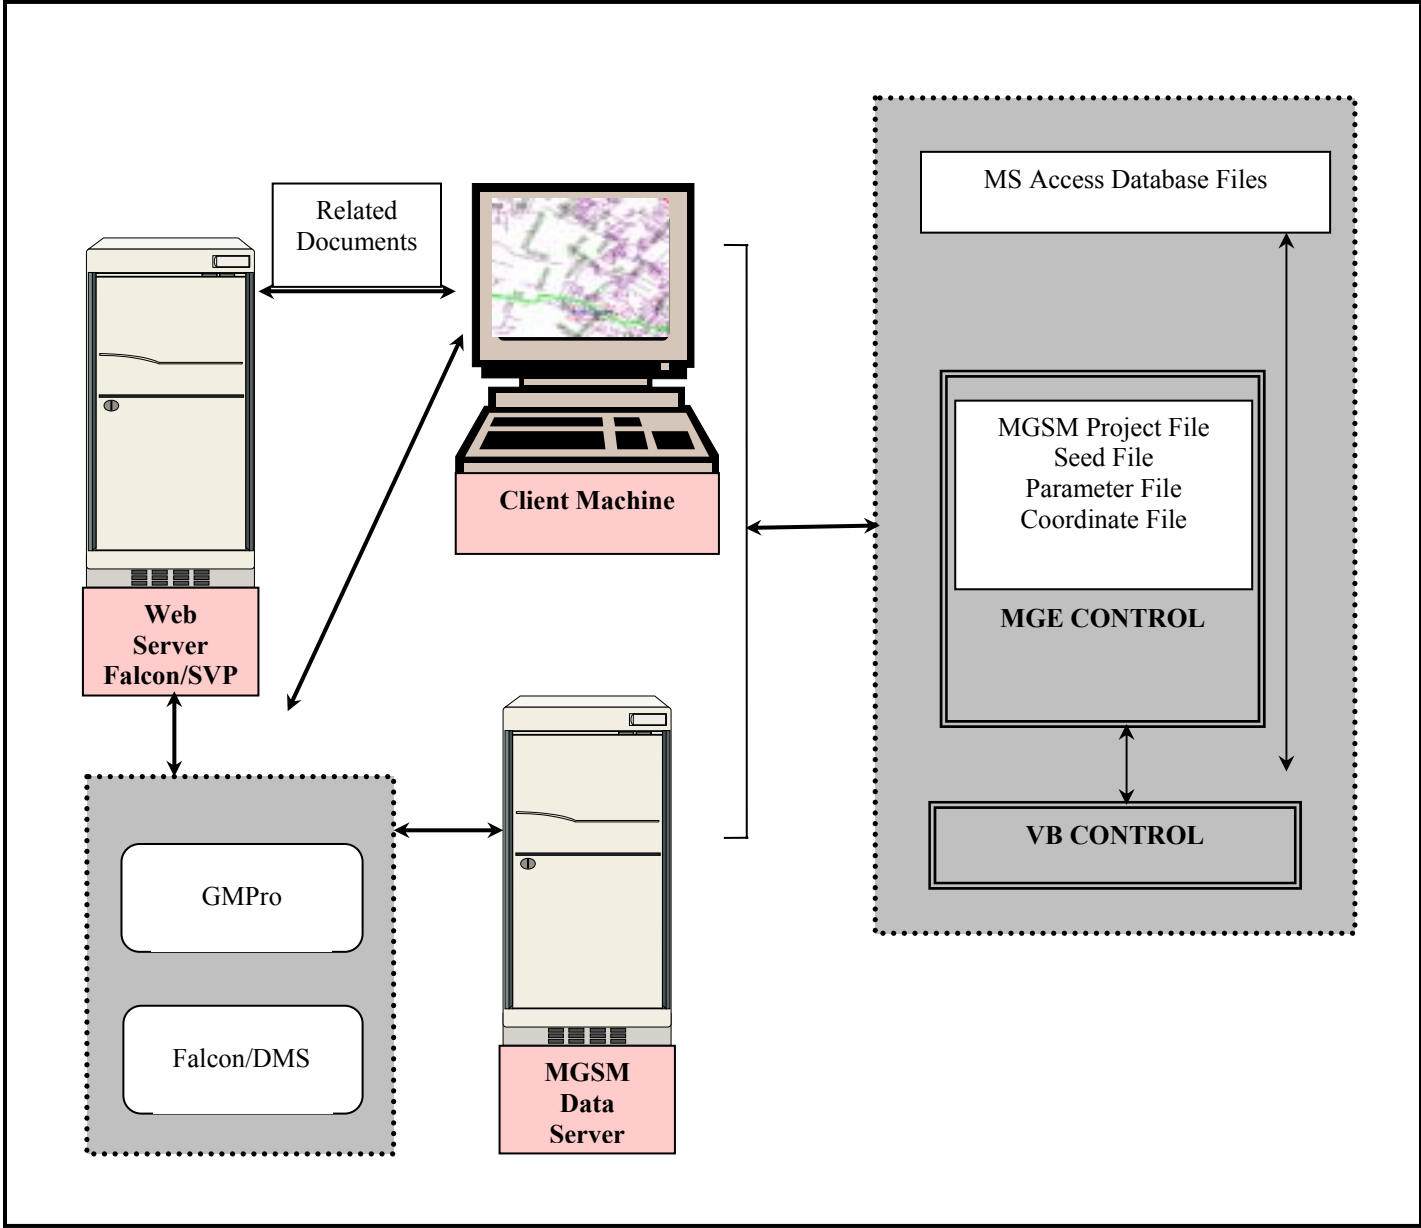 MS Access Database Files
Related
Documents
MGSM Project File
Seed File
Parameter File
Coordinate File
Client Machine
Web
Server
Falcon/SVP
MGE CONTROL
VB CONTROL
GMPro
Falcon/DMS
MGSM
Data
Server